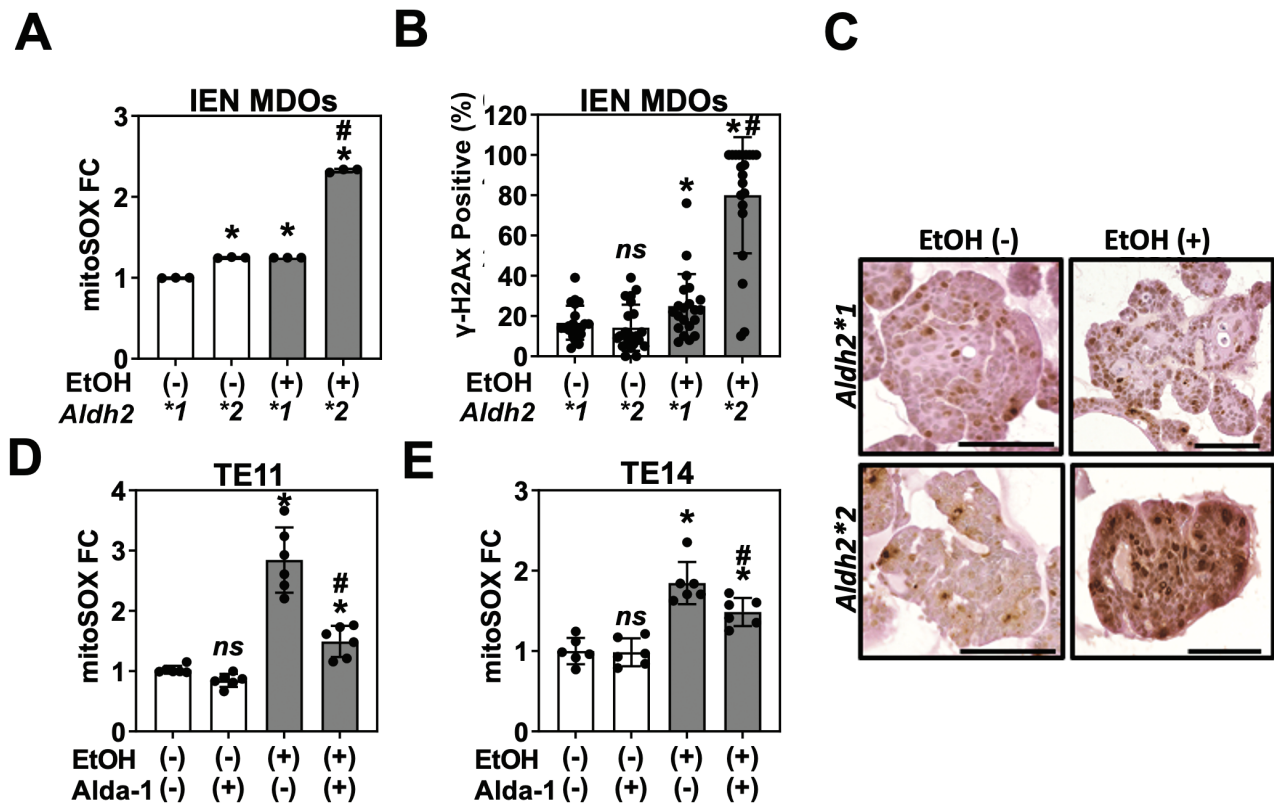 A
IEN MDOs
mitoSOX FC
3
2
1
0
* * # *
EtOH (-) (-) (+) (+)
Aldh2 *1 *2 *1 *2
B
IEN MDOs
γ-H2Ax Positive (%)
120
100
80
60
40
20
0
ns * *#
EtOH (-) (-) (+) (+)
Aldh2 *1 *2 *1 *2
C
EtOH (-) EtOH (+)
Aldh2*1
Aldh2*2
D
TE11
mitoSOX FC
4
3
2
1
0
ns * # *
EtOH (-) (-) (+) (+)
Alda-1 (-) (+) (-) (+)
E
TE14
mitoSOX FC
3
2
1
0
ns * # *
EtOH (-) (-) (+) (+)
Alda-1 (-) (+) (-) (+)